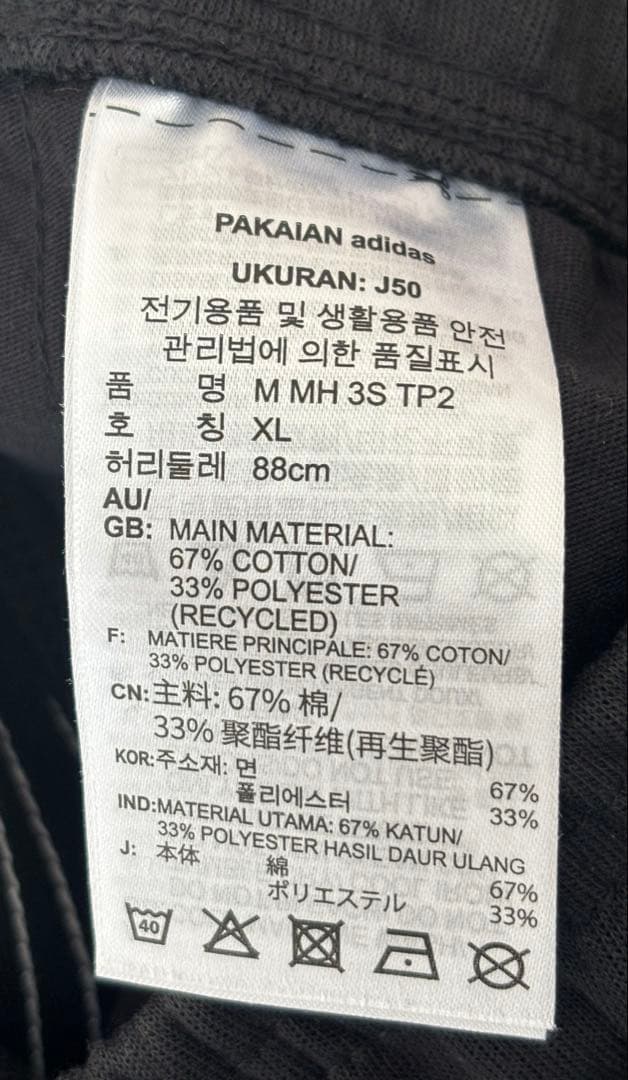 PAKAIAN adidas
UKURAN: J50
전기용품 및 생활용품 안전
관리법에 의한 품질표시
품 명 M MH 3S TP2
호 칭 XL
허리둘레 88cm
AU/
GB: MAIN MATERIAL:
67% COTTON/
33% POLYESTER
(RECYCLED)
F: MATIERE PRINCIPALE: 67% COTON/
33% POLYESTER (RECYCLÉ)
CN:主料: 67% 棉/
33% 聚酯纤维(再生聚酯)
KOR:주소재: 면 67%
폴리에스터 33%
IND:MATERIAL UTAMA: 67% KATUN/
33% POLYESTER HASIL DAUR ULANG
J: 本体 綿 67%
ポリエステル 33%
40